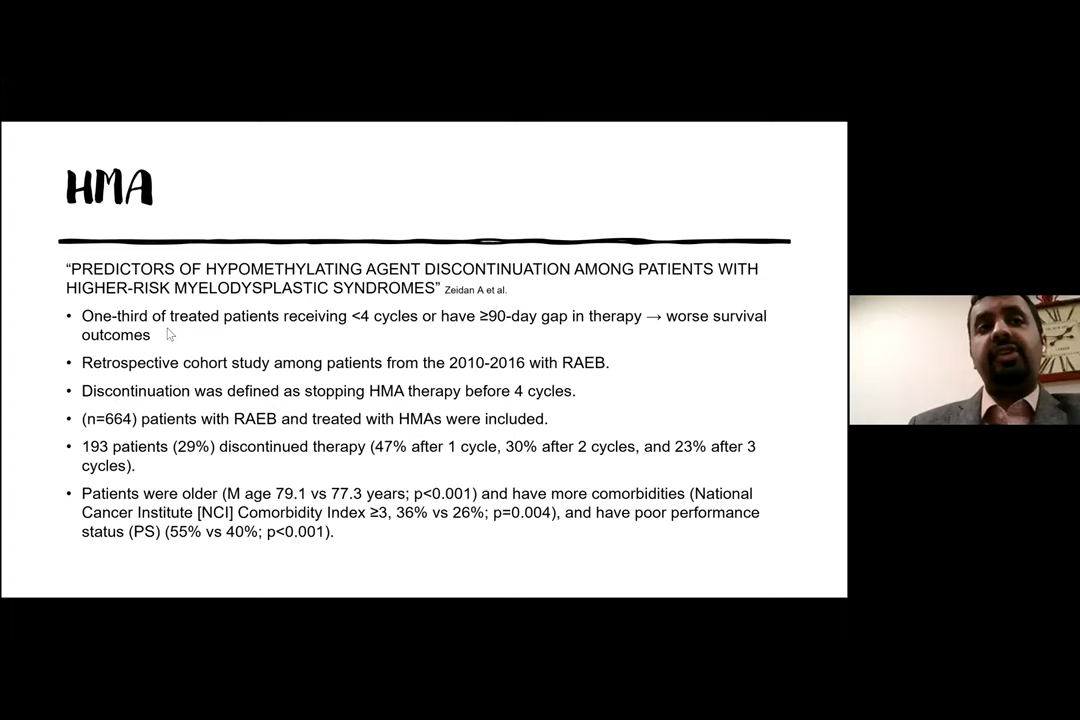 HMA
“PREDICTORS OF HYPOMETHYLATING AGENT DISCONTINUATION AMONG PATIENTS WITH
HIGHER-RISK MYELODYSPLASTIC SYNDROMES” Zeidan A et al.
• One-third of treated patients receiving <4 cycles or have ≥90-day gap in therapy → worse survival
outcomes
• Retrospective cohort study among patients from the 2010-2016 with RAEB.
• Discontinuation was defined as stopping HMA therapy before 4 cycles.
• (n=664) patients with RAEB and treated with HMAs were included.
• 193 patients (29%) discontinued therapy (47% after 1 cycle, 30% after 2 cycles, and 23% after 3
cycles).
• Patients were older (M age 79.1 vs 77.3 years; p<0.001) and have more comorbidities (National
Cancer Institute [NCI] Comorbidity Index ≥3, 36% vs 26%; p=0.004), and have poor performance
status (PS) (55% vs 40%; p<0.001).